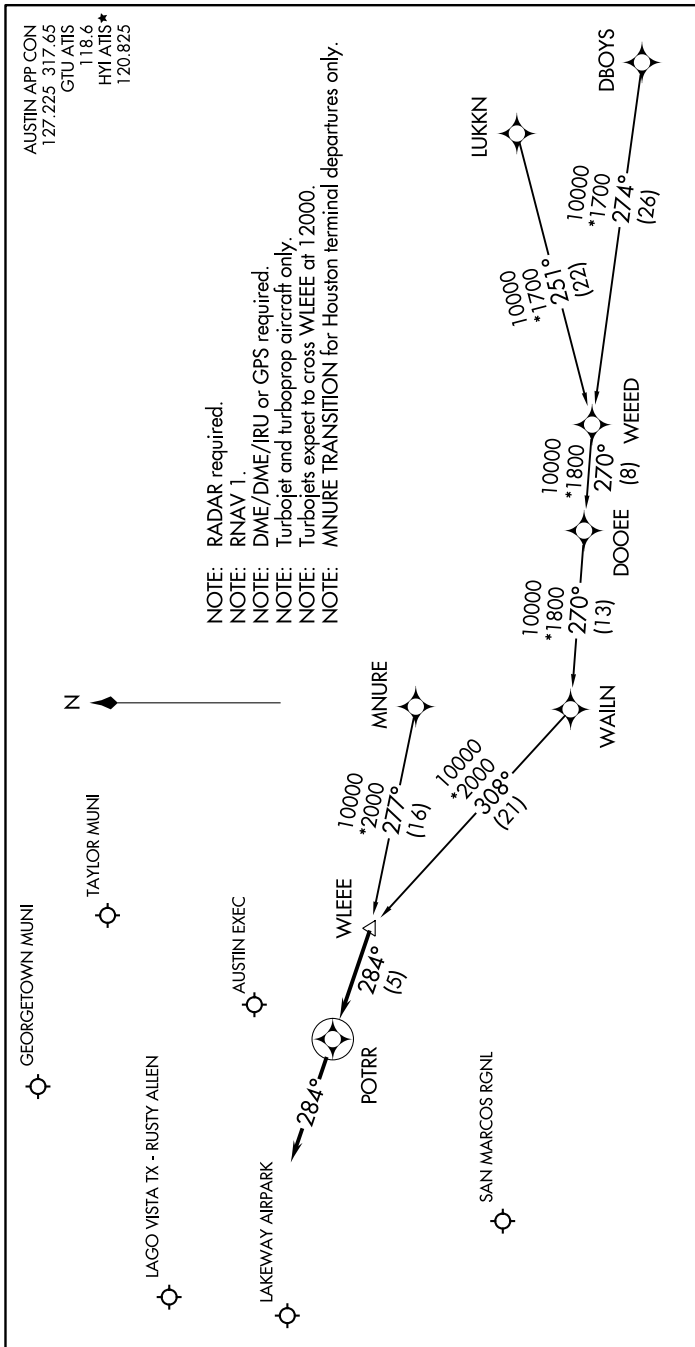 AUSTIN APP CON
127.225 317.65
GTU ATIS
118.6
HYI ATIS★
120.825
GEORGETOWN MUNI
TAYLOR MUNI
LAGO VISTA TX - RUSTY ALLEN
AUSTIN EXEC
LAKEWAY AIRPARK
SAN MARCOS RGNL
N
NOTE: RADAR required.
NOTE: RNAV 1.
NOTE: DME/DME/IRU or GPS required.
NOTE: Turbojet and turboprop aircraft only.
NOTE: Turbojets expect to cross WLEEE at 12000.
NOTE: MNURE TRANSITION for Houston terminal departures only.
284°
POTRR
284°
(5)
WLEEE
10000
*2000
277°
(16)
MNURE
10000
*2000
308°
(21)
WAILN
10000
*1800
270°
(13)
DOOEE
10000
*1800
270°
(8)
WEEED
10000
*1700
251°
(22)
LUKKN
10000
*1700
274°
(26)
DBOYS